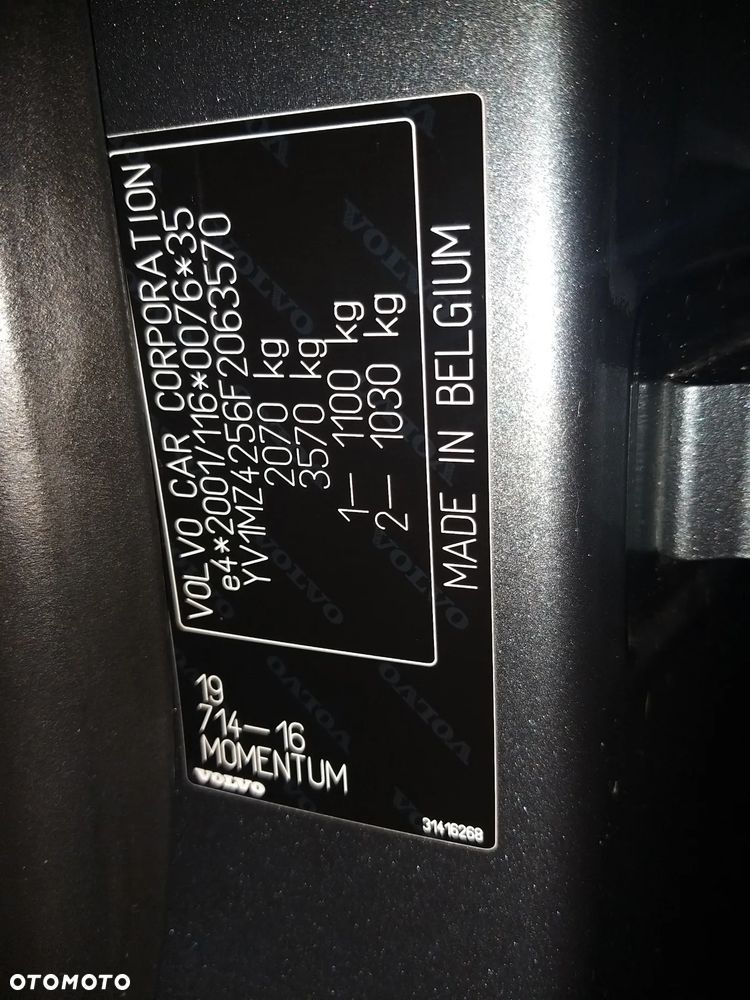 VOLVO CAR CORPORATION
e4*2001/116*0076*35
YV1MZ4256F2063570
2070 kg
3570 kg
1— 1100 kg
2— 1030 kg
MADE IN BELGIUM
19
714—16
MOMENTUM
VOLVO
31416268
OTOMOTO